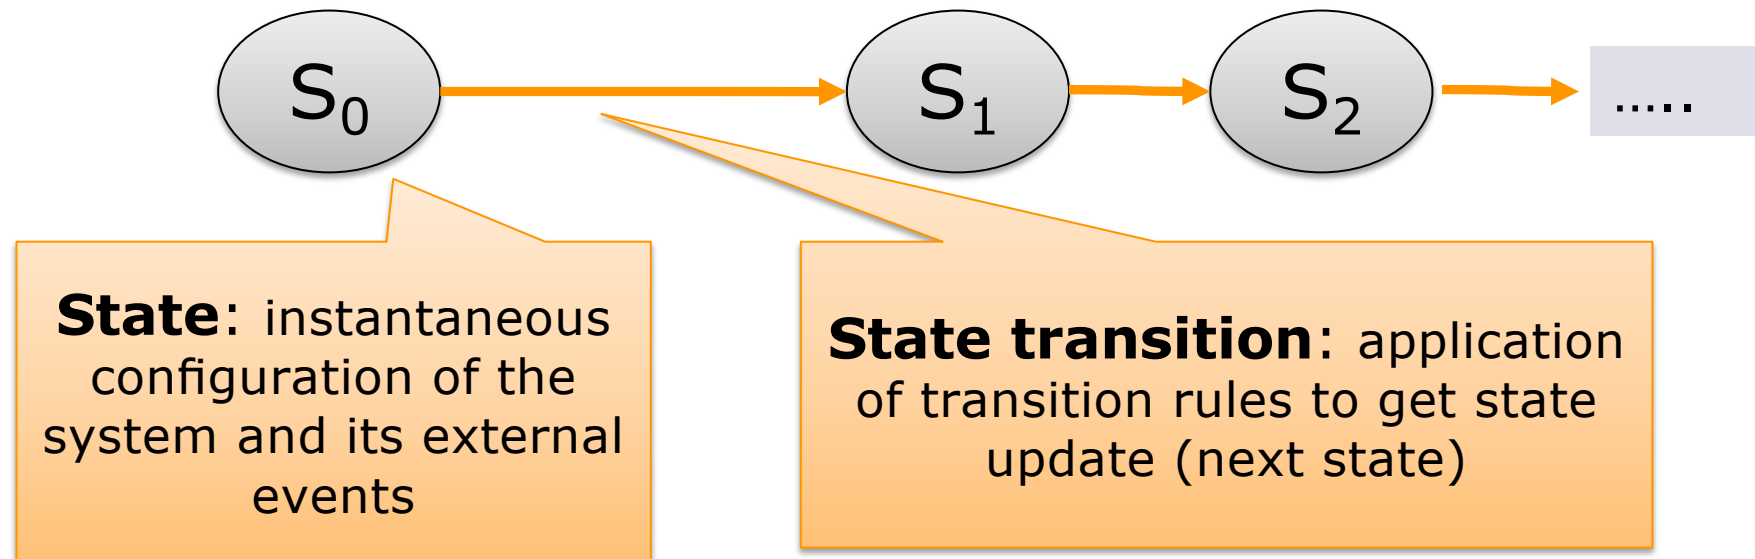 S₀
S₁
S₂
.....
State: instantaneous
configuration of the
system and its external
events
State transition: application
of transition rules to get state
update (next state)